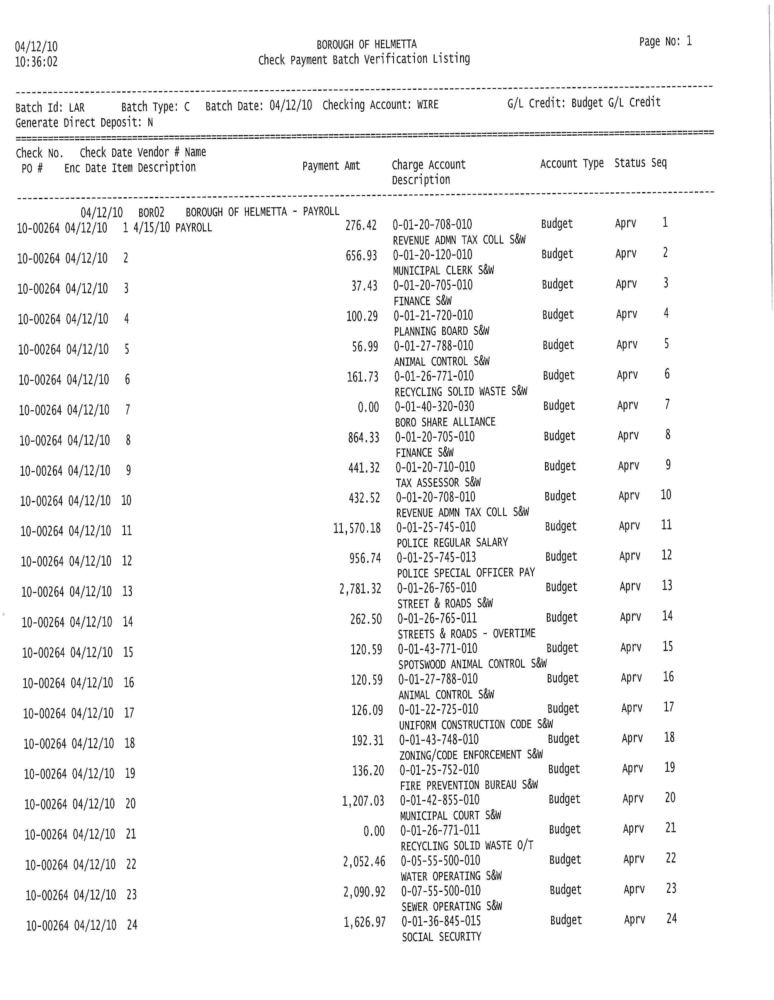 04/12/10 BOROUGH OF HELMETTA Page No: 1
10:36:02 Check Payment Batch Verification Listing
Batch Id: LAR Batch Type: C Batch Date: 04/12/10 Checking Account: WIRE G/L Credit: Budget G/L Credit
Generate Direct Deposit: N
Check No. Check Date Vendor # Name
PO # Enc Date Item Description Payment Amt Charge Account Account Type Status Seq
Description
04/12/10 BOR02 BOROUGH OF HELMETTA - PAYROLL
10-00264 04/12/10 1 4/15/10 PAYROLL 276.42 0-01-20-708-010 Budget Aprv 1
REVENUE ADMN TAX COLL S&W
10-00264 04/12/10 2 656.93 0-01-20-120-010 Budget Aprv 2
MUNICIPAL CLERK S&W
10-00264 04/12/10 3 37.43 0-01-20-705-010 Budget Aprv 3
FINANCE S&W
10-00264 04/12/10 4 100.29 0-01-21-720-010 Budget Aprv 4
PLANNING BOARD S&W
10-00264 04/12/10 5 56.99 0-01-27-788-010 Budget Aprv 5
ANIMAL CONTROL S&W
10-00264 04/12/10 6 161.73 0-01-26-771-010 Budget Aprv 6
RECYCLING SOLID WASTE S&W
10-00264 04/12/10 7 0.00 0-01-40-320-030 Budget Aprv 7
BORO SHARE ALLIANCE
10-00264 04/12/10 8 864.33 0-01-20-705-010 Budget Aprv 8
FINANCE S&W
10-00264 04/12/10 9 441.32 0-01-20-710-010 Budget Aprv 9
TAX ASSESSOR S&W
10-00264 04/12/10 10 432.52 0-01-20-708-010 Budget Aprv 10
REVENUE ADMN TAX COLL S&W
10-00264 04/12/10 11 11,570.18 0-01-25-745-010 Budget Aprv 11
POLICE REGULAR SALARY
10-00264 04/12/10 12 956.74 0-01-25-745-013 Budget Aprv 12
POLICE SPECIAL OFFICER PAY
10-00264 04/12/10 13 2,781.32 0-01-26-765-010 Budget Aprv 13
STREET & ROADS S&W
10-00264 04/12/10 14 262.50 0-01-26-765-011 Budget Aprv 14
STREETS & ROADS - OVERTIME
10-00264 04/12/10 15 120.59 0-01-43-771-010 Budget Aprv 15
SPOTSWOOD ANIMAL CONTROL S&W
10-00264 04/12/10 16 120.59 0-01-27-788-010 Budget Aprv 16
ANIMAL CONTROL S&W
10-00264 04/12/10 17 126.09 0-01-22-725-010 Budget Aprv 17
UNIFORM CONSTRUCTION CODE S&W
10-00264 04/12/10 18 192.31 0-01-43-748-010 Budget Aprv 18
ZONING/CODE ENFORCEMENT S&W
10-00264 04/12/10 19 136.20 0-01-25-752-010 Budget Aprv 19
FIRE PREVENTION BUREAU S&W
10-00264 04/12/10 20 1,207.03 0-01-42-855-010 Budget Aprv 20
MUNICIPAL COURT S&W
10-00264 04/12/10 21 0.00 0-01-26-771-011 Budget Aprv 21
RECYCLING SOLID WASTE O/T
10-00264 04/12/10 22 2,052.46 0-05-55-500-010 Budget Aprv 22
WATER OPERATING S&W
10-00264 04/12/10 23 2,090.92 0-07-55-500-010 Budget Aprv 23
SEWER OPERATING S&W
10-00264 04/12/10 24 1,626.97 0-01-36-845-015 Budget Aprv 24
SOCIAL SECURITY